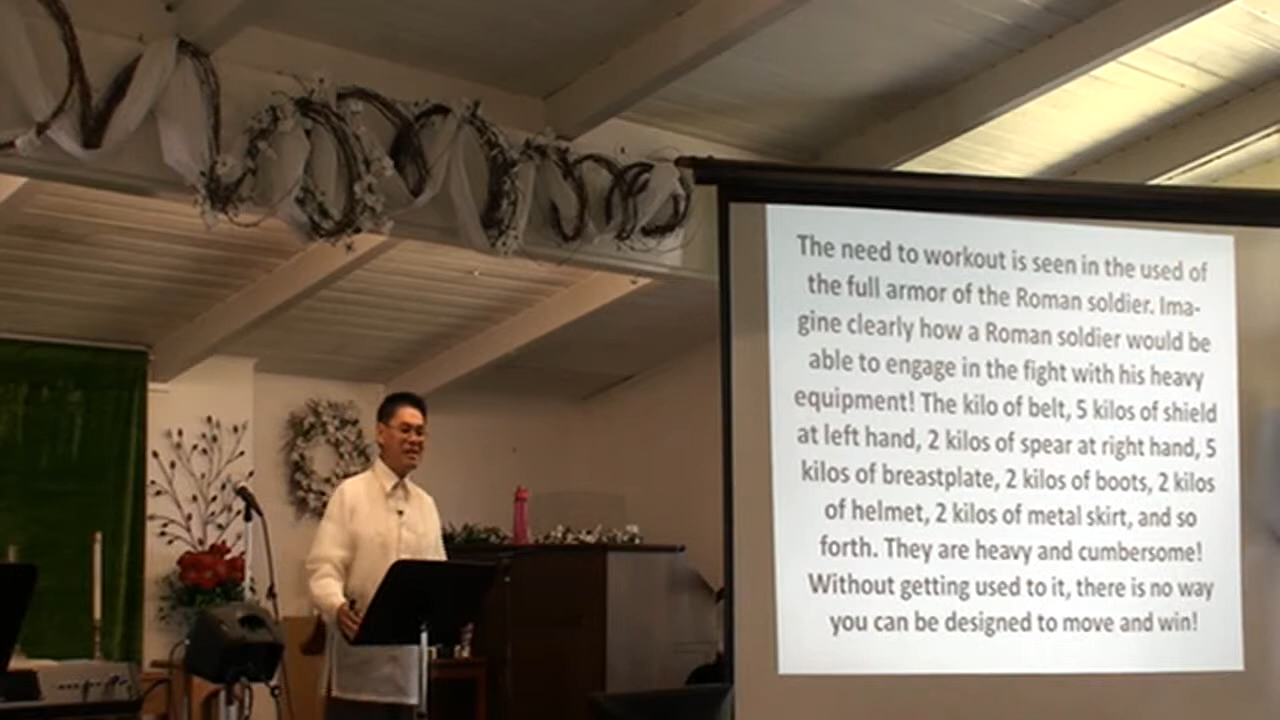 The need to workout is seen in the used of
the full armor of the Roman soldier. Ima-
gine clearly how a Roman soldier would be
able to engage in the fight with his heavy
equipment! The kilo of belt, 5 kilos of shield
at left hand, 2 kilos of spear at right hand, 5
kilos of breastplate, 2 kilos of boots, 2 kilos
of helmet, 2 kilos of metal skirt, and so
forth. They are heavy and cumbersome!
Without getting used to it, there is no way
you can be designed to move and win!